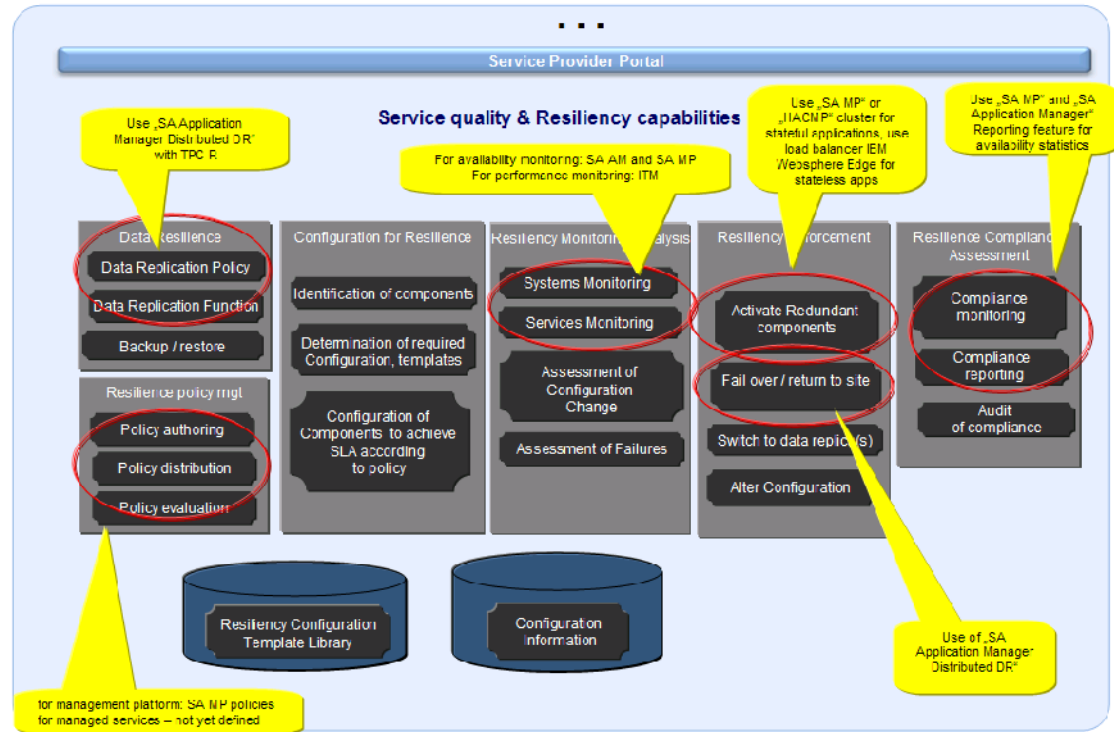 ...
Service Provider Portal
Service quality & Resiliency capabilities
Use „SA Application
Manager Distributed DR“
with TPC-R
For availability monitoring: SA AM and SA MP
For performance monitoring: ITM
Use „SA MP“ or
„HACMP“ cluster for
stateful applications, use
load balancer IEM
Websphere Edge for
stateless apps
Use „SA MP“ and „SA
Application Manager“
Reporting feature for
availability statistics
Data Resilience
Data Replication Policy
Data Replication Function
Backup / restore
Resilience policy mgt
Policy authoring
Policy distribution
Policy evaluation
Configuration for Resilience
Identification of components
Determination of required
Configuration, templates
Configuration of
Components to achieve
SLA according
to policy
Resiliency Monitoring
Systems Monitoring
Services Monitoring
Assessment of
Configuration
Change
Assessment of Failures
Activate Redundant
components
Fail over / return to site
Switch to data replica(s)
Alter Configuration
Resilience Compliance
Assessment
Compliance
monitoring
Compliance
reporting
Audit
of compliance
Resiliency Configuration
Template Library
Configuration
Information
Use of „SA
Application Manager
Distributed DR“
for management platform: SA MP policies
for managed services – not yet defined